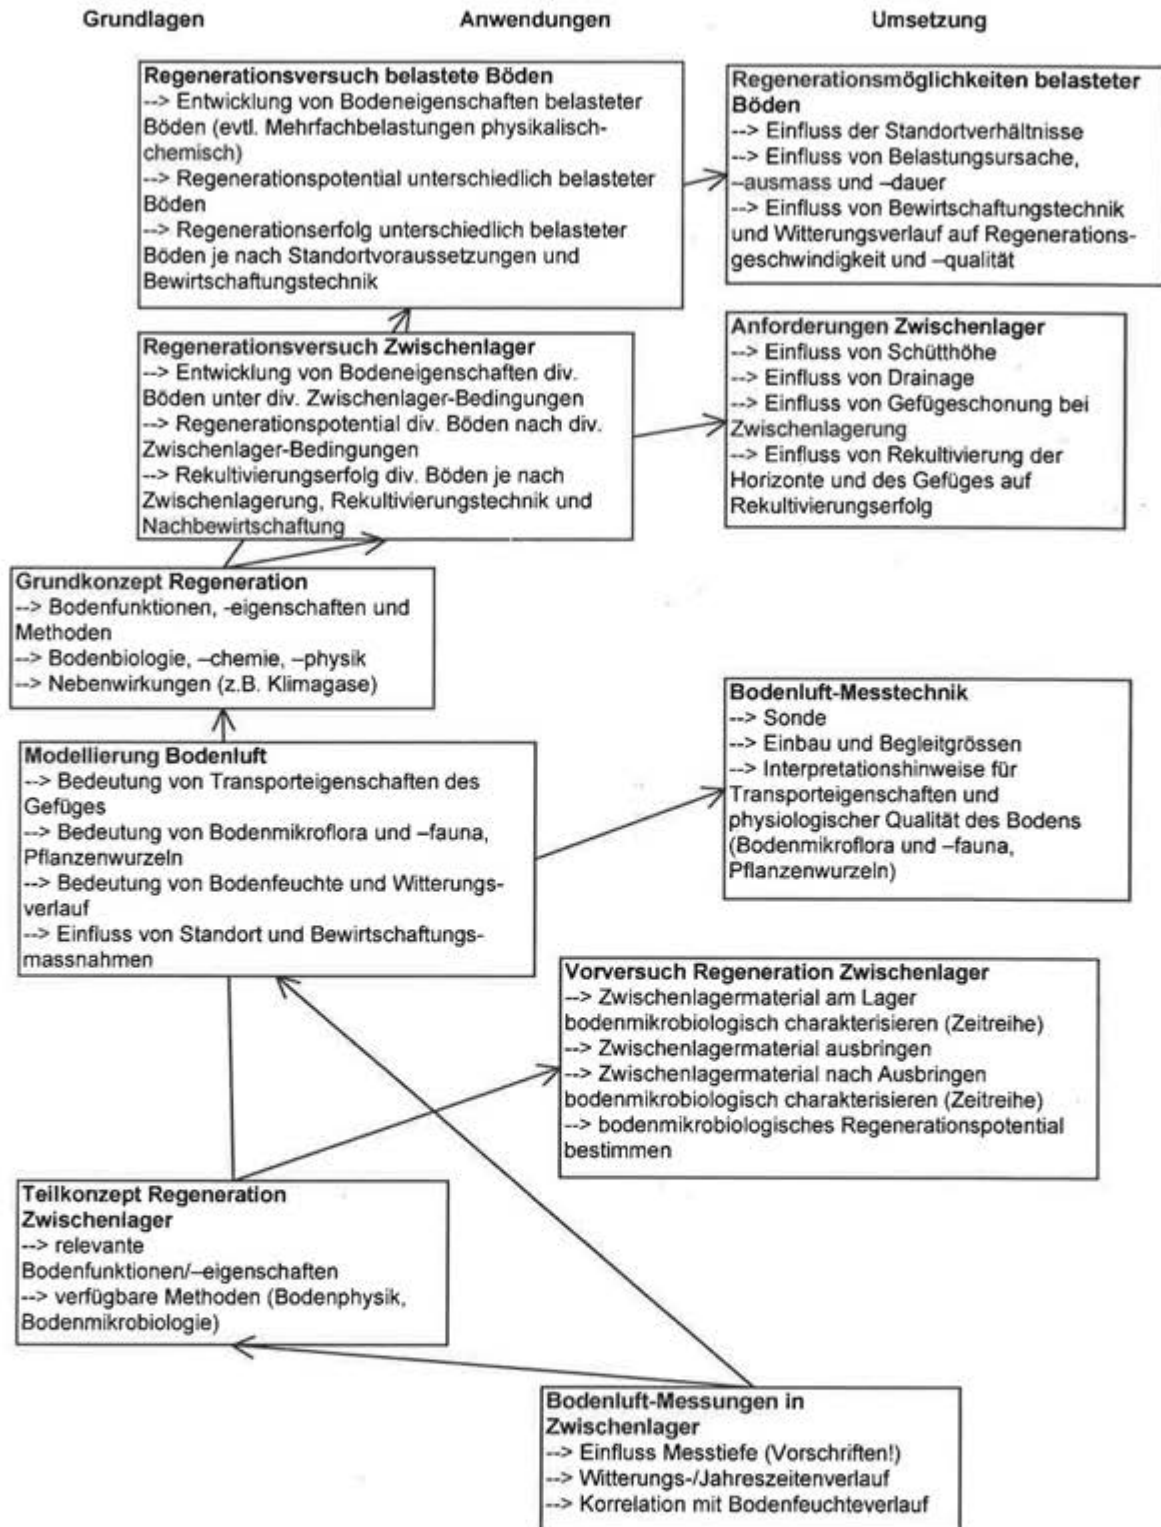 Grundlagen
Anwendungen
Umsetzung
Regenerationsversuch belastete Böden
--> Entwicklung von Bodeneigenschaften belasteter
Böden (evtl. Mehrfachbelastungen physikalisch-
chemisch)
--> Regenerationspotential unterschiedlich belasteter
Böden
--> Regenerationserfolg unterschiedlich belasteter
Böden je nach Standortvoraussetzungen und
Bewirtschaftungstechnik
Regenerationsmöglichkeiten belasteter
Böden
--> Einfluss der Standortverhältnisse
--> Einfluss von Belastungsursache,
–ausmass und –dauer
--> Einfluss von Bewirtschaftungstechnik
und Witterungsverlauf auf Regenerations-
geschwindigkeit und –qualität
Regenerationsversuch Zwischenlager
--> Entwicklung von Bodeneigenschaften div.
Böden unter div. Zwischenlager-Bedingungen
--> Regenerationspotential div. Böden nach div.
Zwischenlager-Bedingungen
--> Rekultivierungserfolg div. Böden je nach
Zwischenlagerung, Rekultivierungstechnik und
Nachbewirtschaftung
Anforderungen Zwischenlager
--> Einfluss von Schütthöhe
--> Einfluss von Drainage
--> Einfluss von Gefügeschonung bei
Zwischenlagerung
--> Einfluss von Rekultivierung der
Horizonte und des Gefüges auf
Rekultivierungserfolg
Grundkonzept Regeneration
--> Bodenfunktionen, -eigenschaften und
Methoden
--> Bodenbiologie, –chemie, –physik
--> Nebenwirkungen (z.B. Klimagase)
Modellierung Bodenluft
--> Bedeutung von Transporteigenschaften des
Gefüges
--> Bedeutung von Bodenmikroflora und –fauna,
Pflanzenwurzeln
--> Bedeutung von Bodenfeuchte und Witterungs-
verlauf
--> Einfluss von Standort und Bewirtschaftungs-
massnahmen
Bodenluft-Messtechnik
--> Sonde
--> Einbau und Begleitgrössen
--> Interpretationshinweise für
Transporteigenschaften und
physiologischer Qualität des Bodens
(Bodenmikroflora und –fauna,
Pflanzenwurzeln)
Vorversuch Regeneration Zwischenlager
--> Zwischenlagermaterial am Lager
bodenmikrobiologisch charakterisieren (Zeitreihe)
--> Zwischenlagermaterial ausbringen
--> Zwischenlagermaterial nach Ausbringen
bodenmikrobiologisch charakterisieren (Zeitreihe)
--> bodenmikrobiologisches Regenerationspotential
bestimmen
Teilkonzept Regeneration
Zwischenlager
--> relevante
Bodenfunktionen/–eigenschaften
--> verfügbare Methoden (Bodenphysik,
Bodenmikrobiologie)
Bodenluft-Messungen in
Zwischenlager
--> Einfluss Messtiefe (Vorschriften!)
--> Witterungs-/Jahreszeitenverlauf
--> Korrelation mit Bodenfeuchteverlauf